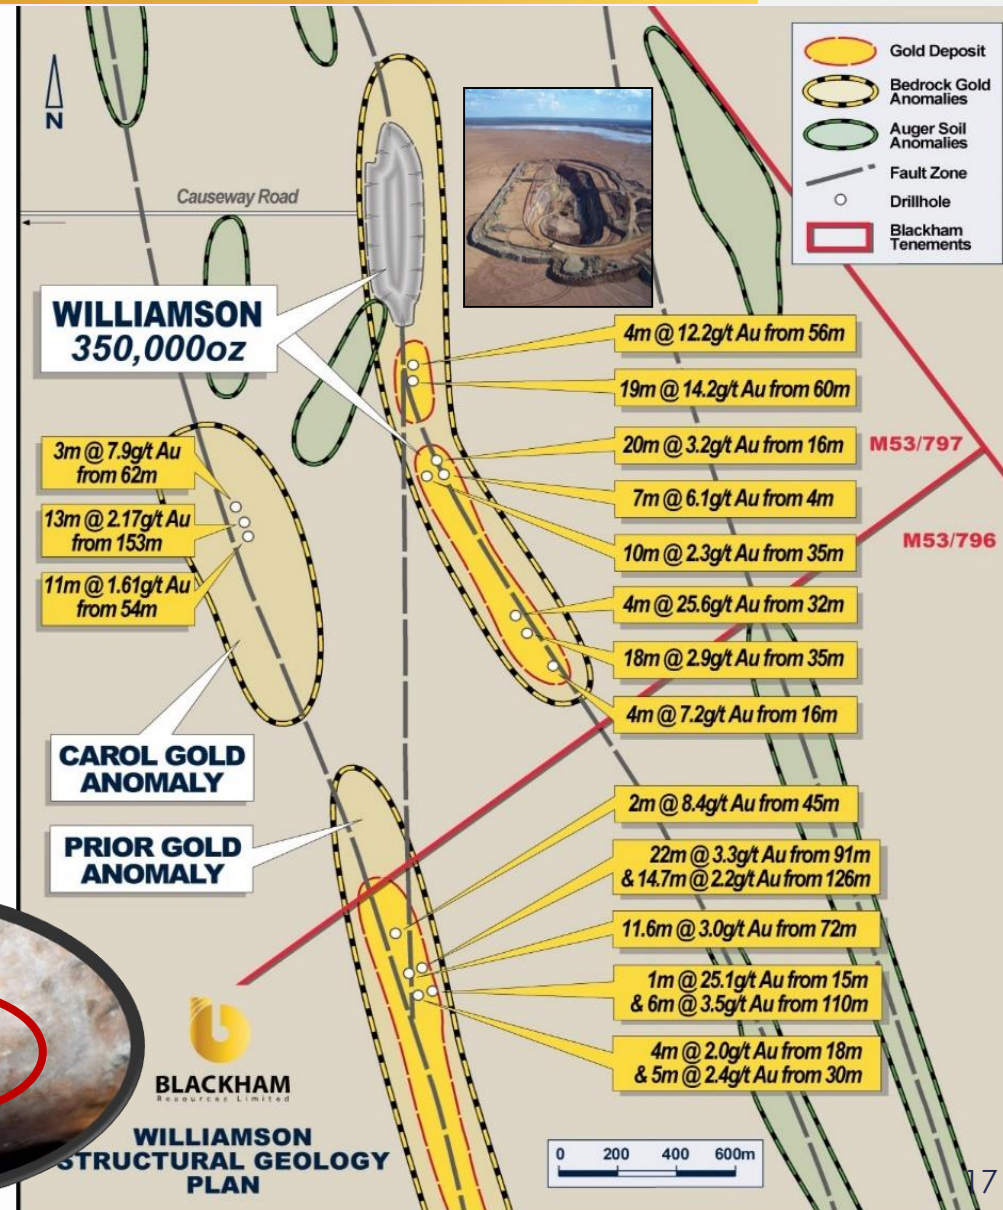 Gold Deposit
Bedrock Gold
Anomalies
Auger Soil
Anomalies
Fault Zone
Drillhole
Blackham
Tenements
N
Causeway Road
WILLIAMSON
350,000oz
4m @ 12.2g/t Au from 56m
19m @ 14.2g/t Au from 60m
20m @ 3.2g/t Au from 16m
7m @ 6.1g/t Au from 4m
10m @ 2.3g/t Au from 35m
4m @ 25.6g/t Au from 32m
18m @ 2.9g/t Au from 35m
4m @ 7.2g/t Au from 16m
M53/797
M53/796
3m @ 7.9g/t Au
from 62m
13m @ 2.17g/t Au
from 153m
11m @ 1.61g/t Au
from 54m
CAROL GOLD
ANOMALY
PRIOR GOLD
ANOMALY
2m @ 8.4g/t Au from 45m
22m @ 3.3g/t Au from 91m
& 14.7m @ 2.2g/t Au from 126m
11.6m @ 3.0g/t Au from 72m
1m @ 25.1g/t Au from 15m
& 6m @ 3.5g/t Au from 110m
4m @ 2.0g/t Au from 18m
& 5m @ 2.4g/t Au from 30m
BLACKHAM
Resources Limited
WILLIAMSON
STRUCTURAL GEOLOGY
PLAN
0 200 400 600m
17